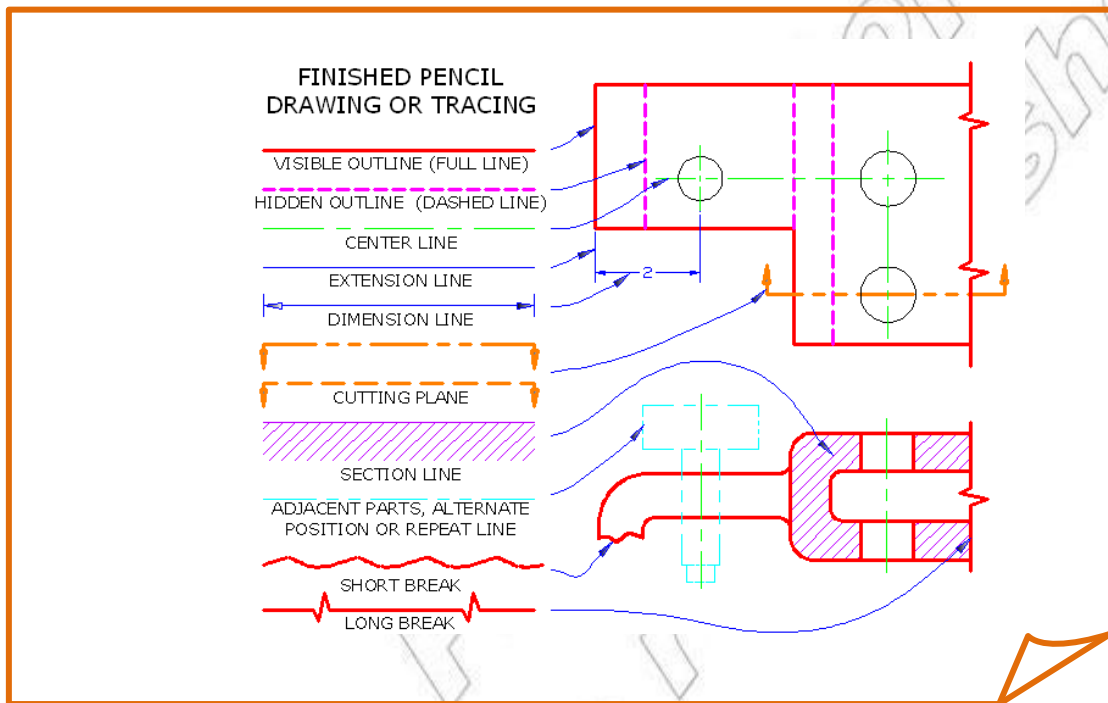 FINISHED PENCIL
DRAWING OR TRACING
VISIBLE OUTLINE (FULL LINE)
HIDDEN OUTLINE (DASHED LINE)
CENTER LINE
EXTENSION LINE
2
DIMENSION LINE
CUTTING PLANE
SECTION LINE
ADJACENT PARTS, ALTERNATE
POSITION OR REPEAT LINE
SHORT BREAK
LONG BREAK